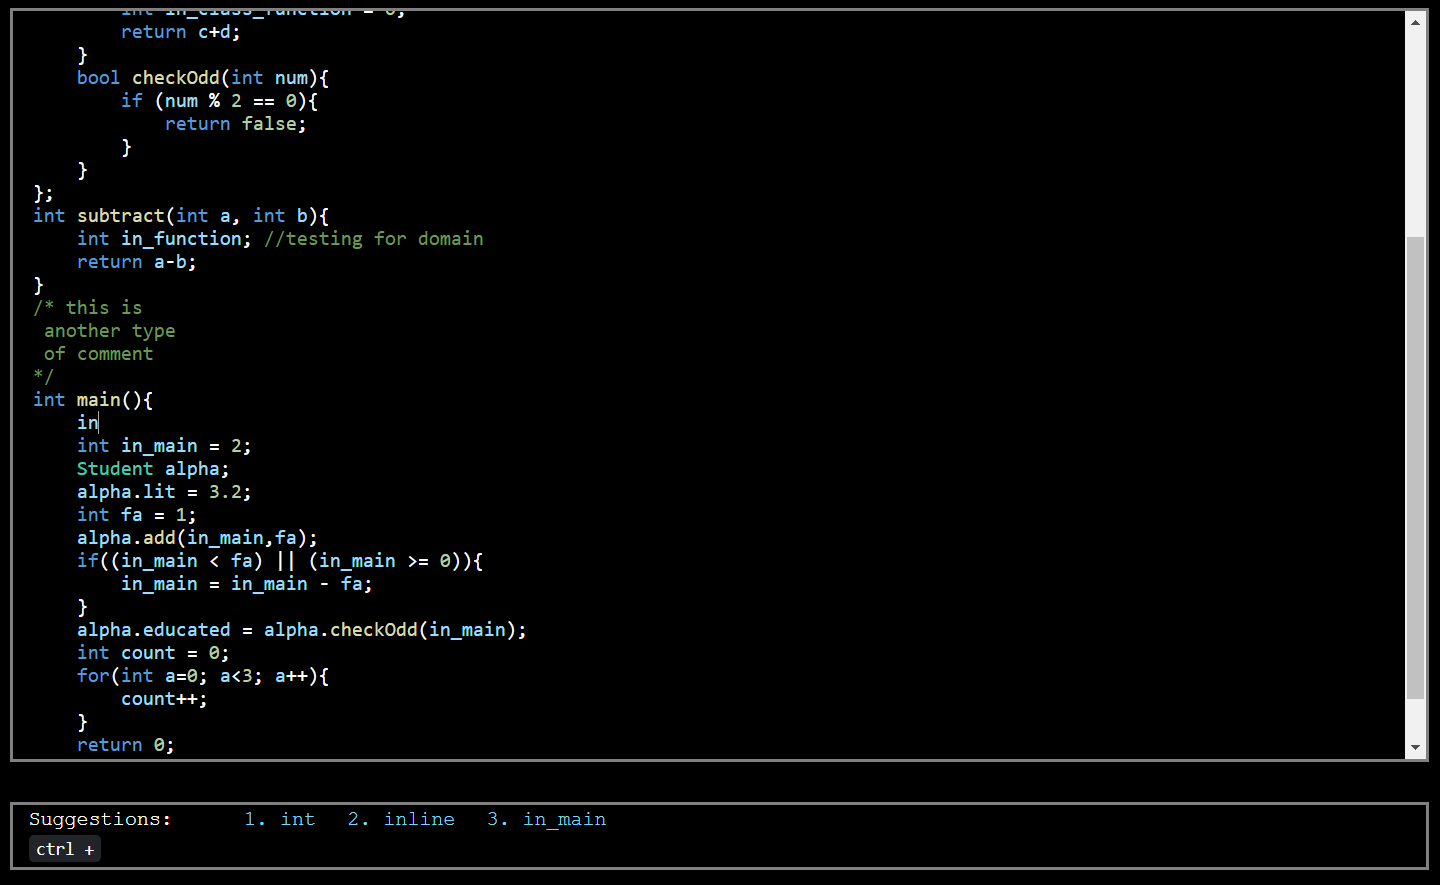 int in_class_function = 0;
return c+d;
}
bool checkOdd(int num){
if (num % 2 == 0){
return false;
}
}
};
int subtract(int a, int b){
int in_function; //testing for domain
return a-b;
}
/* this is
another type
of comment
*/
int main(){
in
int in_main = 2;
Student alpha;
alpha.lit = 3.2;
int fa = 1;
alpha.add(in_main,fa);
if((in_main < fa) || (in_main >= 0)){
in_main = in_main - fa;
}
alpha.educated = alpha.checkOdd(in_main);
int count = 0;
for(int a=0; a<3; a++){
count++;
}
return 0;
Suggestions: 1. int 2. inline 3. in_main
ctrl +